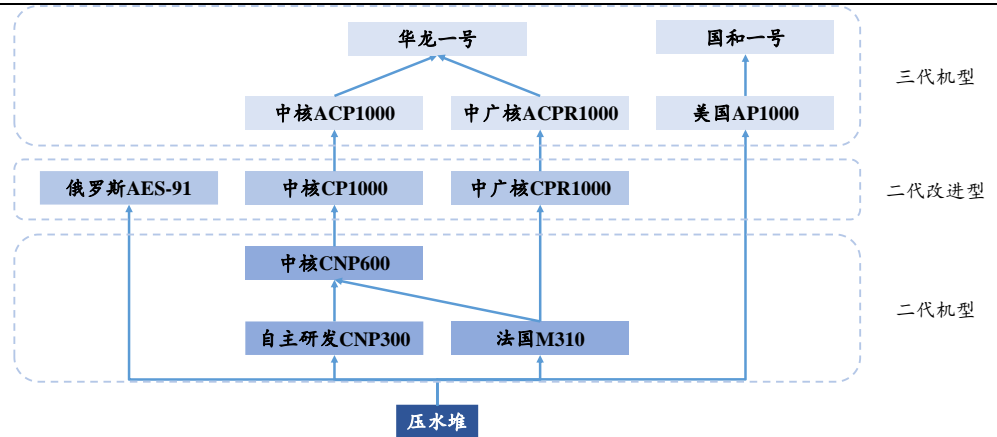 华龙一号
国和一号
三代机型
中核ACP1000
中广核ACPR1000
美国AP1000
俄罗斯AES-91
中核CP1000
中广核CPR1000
二代改进型
中核CNP600
二代机型
自主研发CNP300
法国M310
压水堆